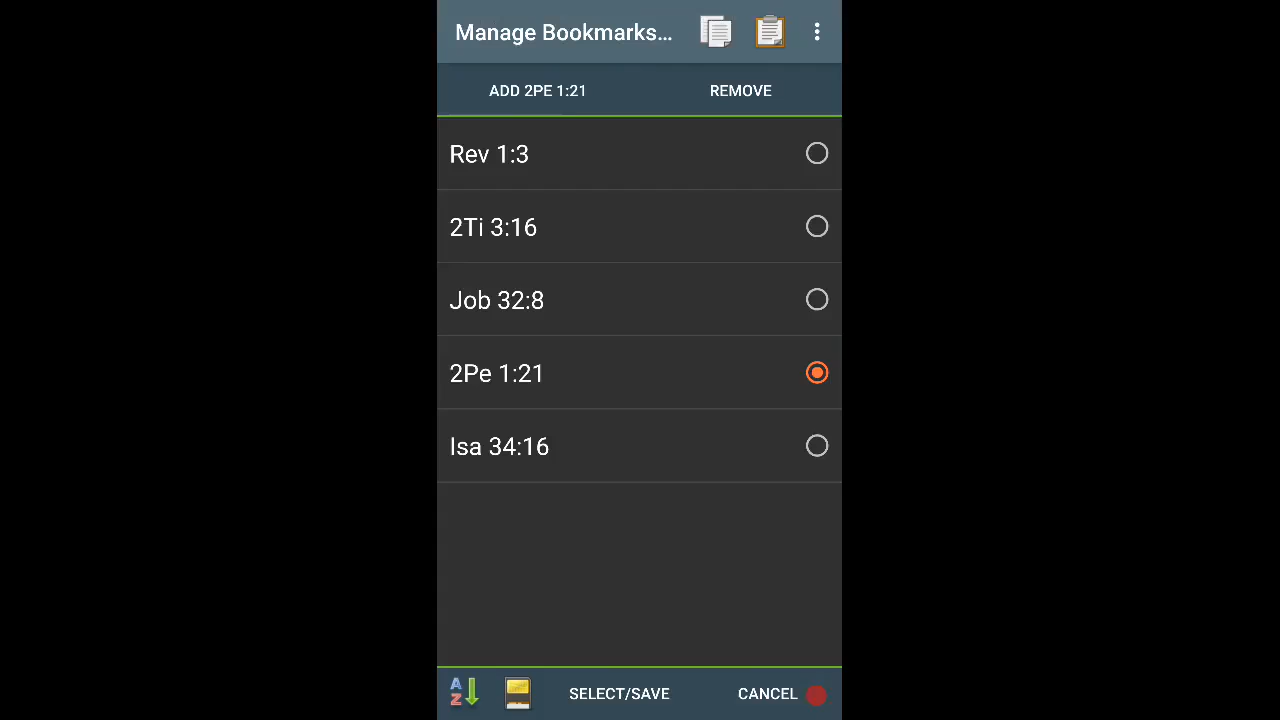 Manage Bookmarks...
ADD 2PE 1:21 REMOVE
Rev 1:3
2Ti 3:16
Job 32:8
2Pe 1:21
Isa 34:16
A
Z
SELECT/SAVE CANCEL